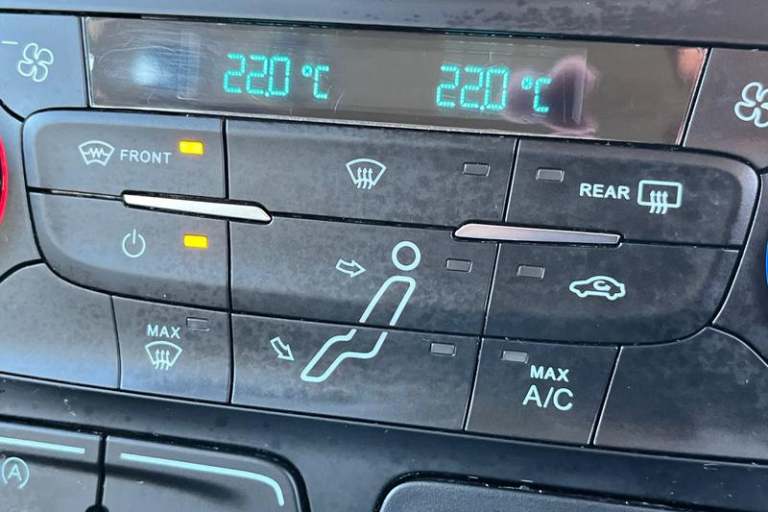 22.0 °C
22.0 °C
FRONT
REAR
MAX
MAX
A/C
A